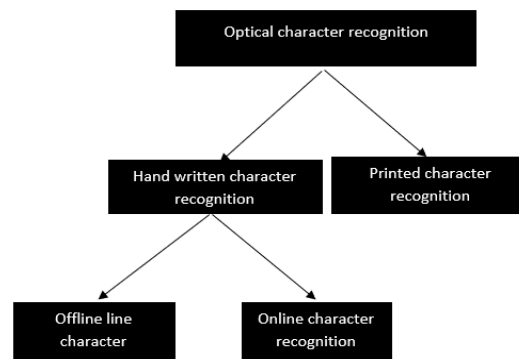 Optical character recognition
Hand written character
recognition
Printed character
recognition
Offline line
character
Online character
recognition